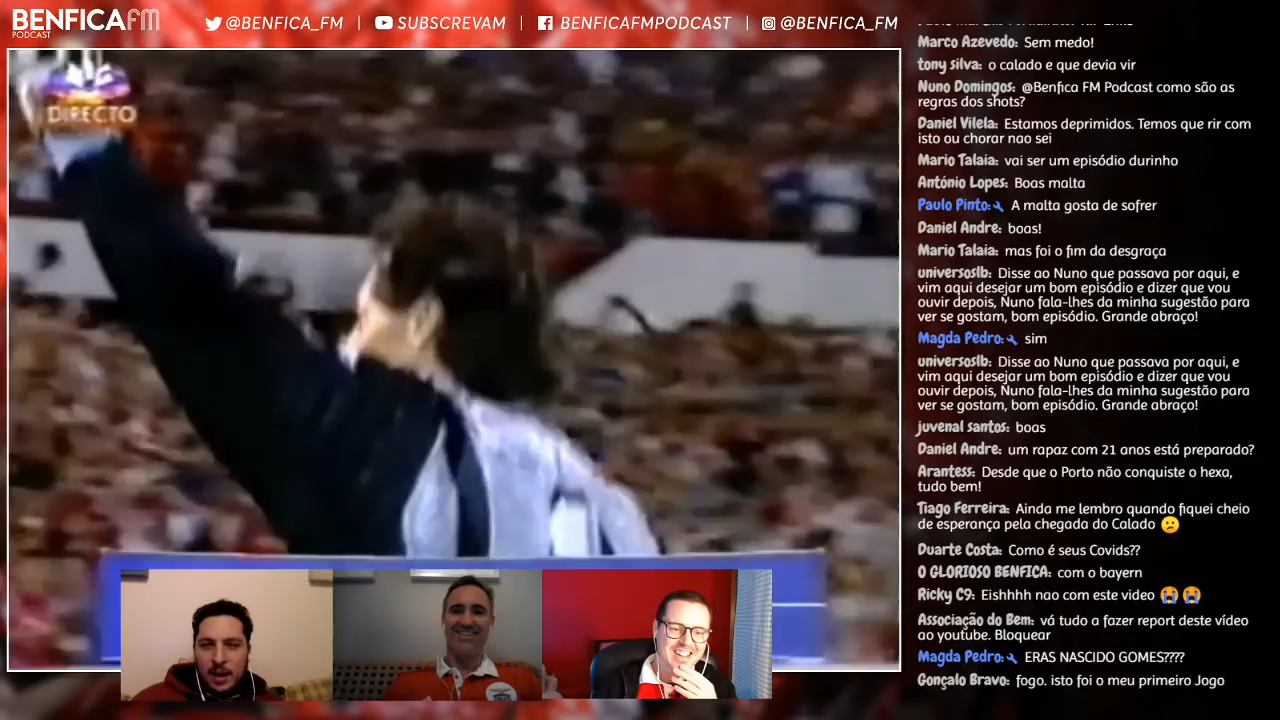 BENFICA FM
PODCAST
@BENFICA_FM | SUBSCREVAM | BENFICAFMPODCAST | @BENFICA_FM
DIRECTO
Marco Azevedo: Sem medo!
tony silva: o calado e que devia vir
Nuno Domingos: @Benfica FM Podcast como são as
regras dos shots?
Daniel Vilela: Estamos deprimidos. Temos que rir com
isto ou chorar nao sei
Mario Talaia: vai ser um episódio durinho
António Lopes: Boas malta
Paulo Pinto: A malta gosta de sofrer
Daniel Andre: boas!
Mario Talaia: mas foi o fim da desgraça
universoslb: Disse ao Nuno que passava por aqui, e
vim aqui desejar um bom episódio e dizer que vou
ouvir depois, Nuno fala-lhes da minha sugestão para
ver se gostam, bom episódio. Grande abraço!
Magda Pedro: sim
universoslb: Disse ao Nuno que passava por aqui, e
vim aqui desejar um bom episódio e dizer que vou
ouvir depois, Nuno fala-lhes da minha sugestão para
ver se gostam, bom episódio. Grande abraço!
juvenal santos: boas
Daniel Andre: um rapaz com 21 anos está preparado?
Arantess: Desde que o Porto não conquiste o hexa,
tudo bem!
Tiago Ferreira: Ainda me lembro quando fiquei cheio
de esperança pela chegada do Calado 😕
Duarte Costa: Como é seus Covids??
O GLORIOSO BENFICA: com o bayern
Ricky C9: Eishhhh nao com este video 😭😭
Associação do Bem: vá tudo a fazer report deste vídeo
ao youtube. Bloquear
Magda Pedro: ERAS NASCIDO GOMES????
Gonçalo Bravo: fogo. isto foi o meu primeiro Jogo